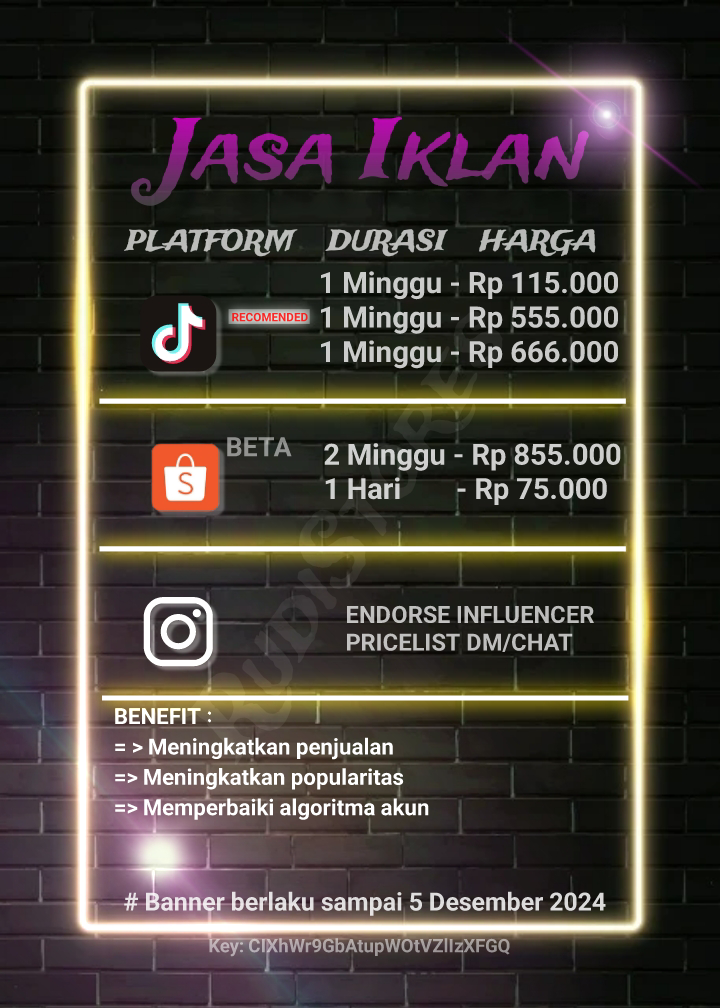 JASA IKLAN
PLATFORM DURASI HARGA
1 Minggu - Rp 115.000
RECOMENDED 1 Minggu - Rp 555.000
1 Minggu - Rp 666.000
BETA
2 Minggu - Rp 855.000
1 Hari - Rp 75.000
RUDISTORE
ENDORSE INFLUENCER
PRICELIST DM/CHAT
BENEFIT :
= > Meningkatkan penjualan
=> Meningkatkan popularitas
=> Memperbaiki algoritma akun
# Banner berlaku sampai 5 Desember 2024